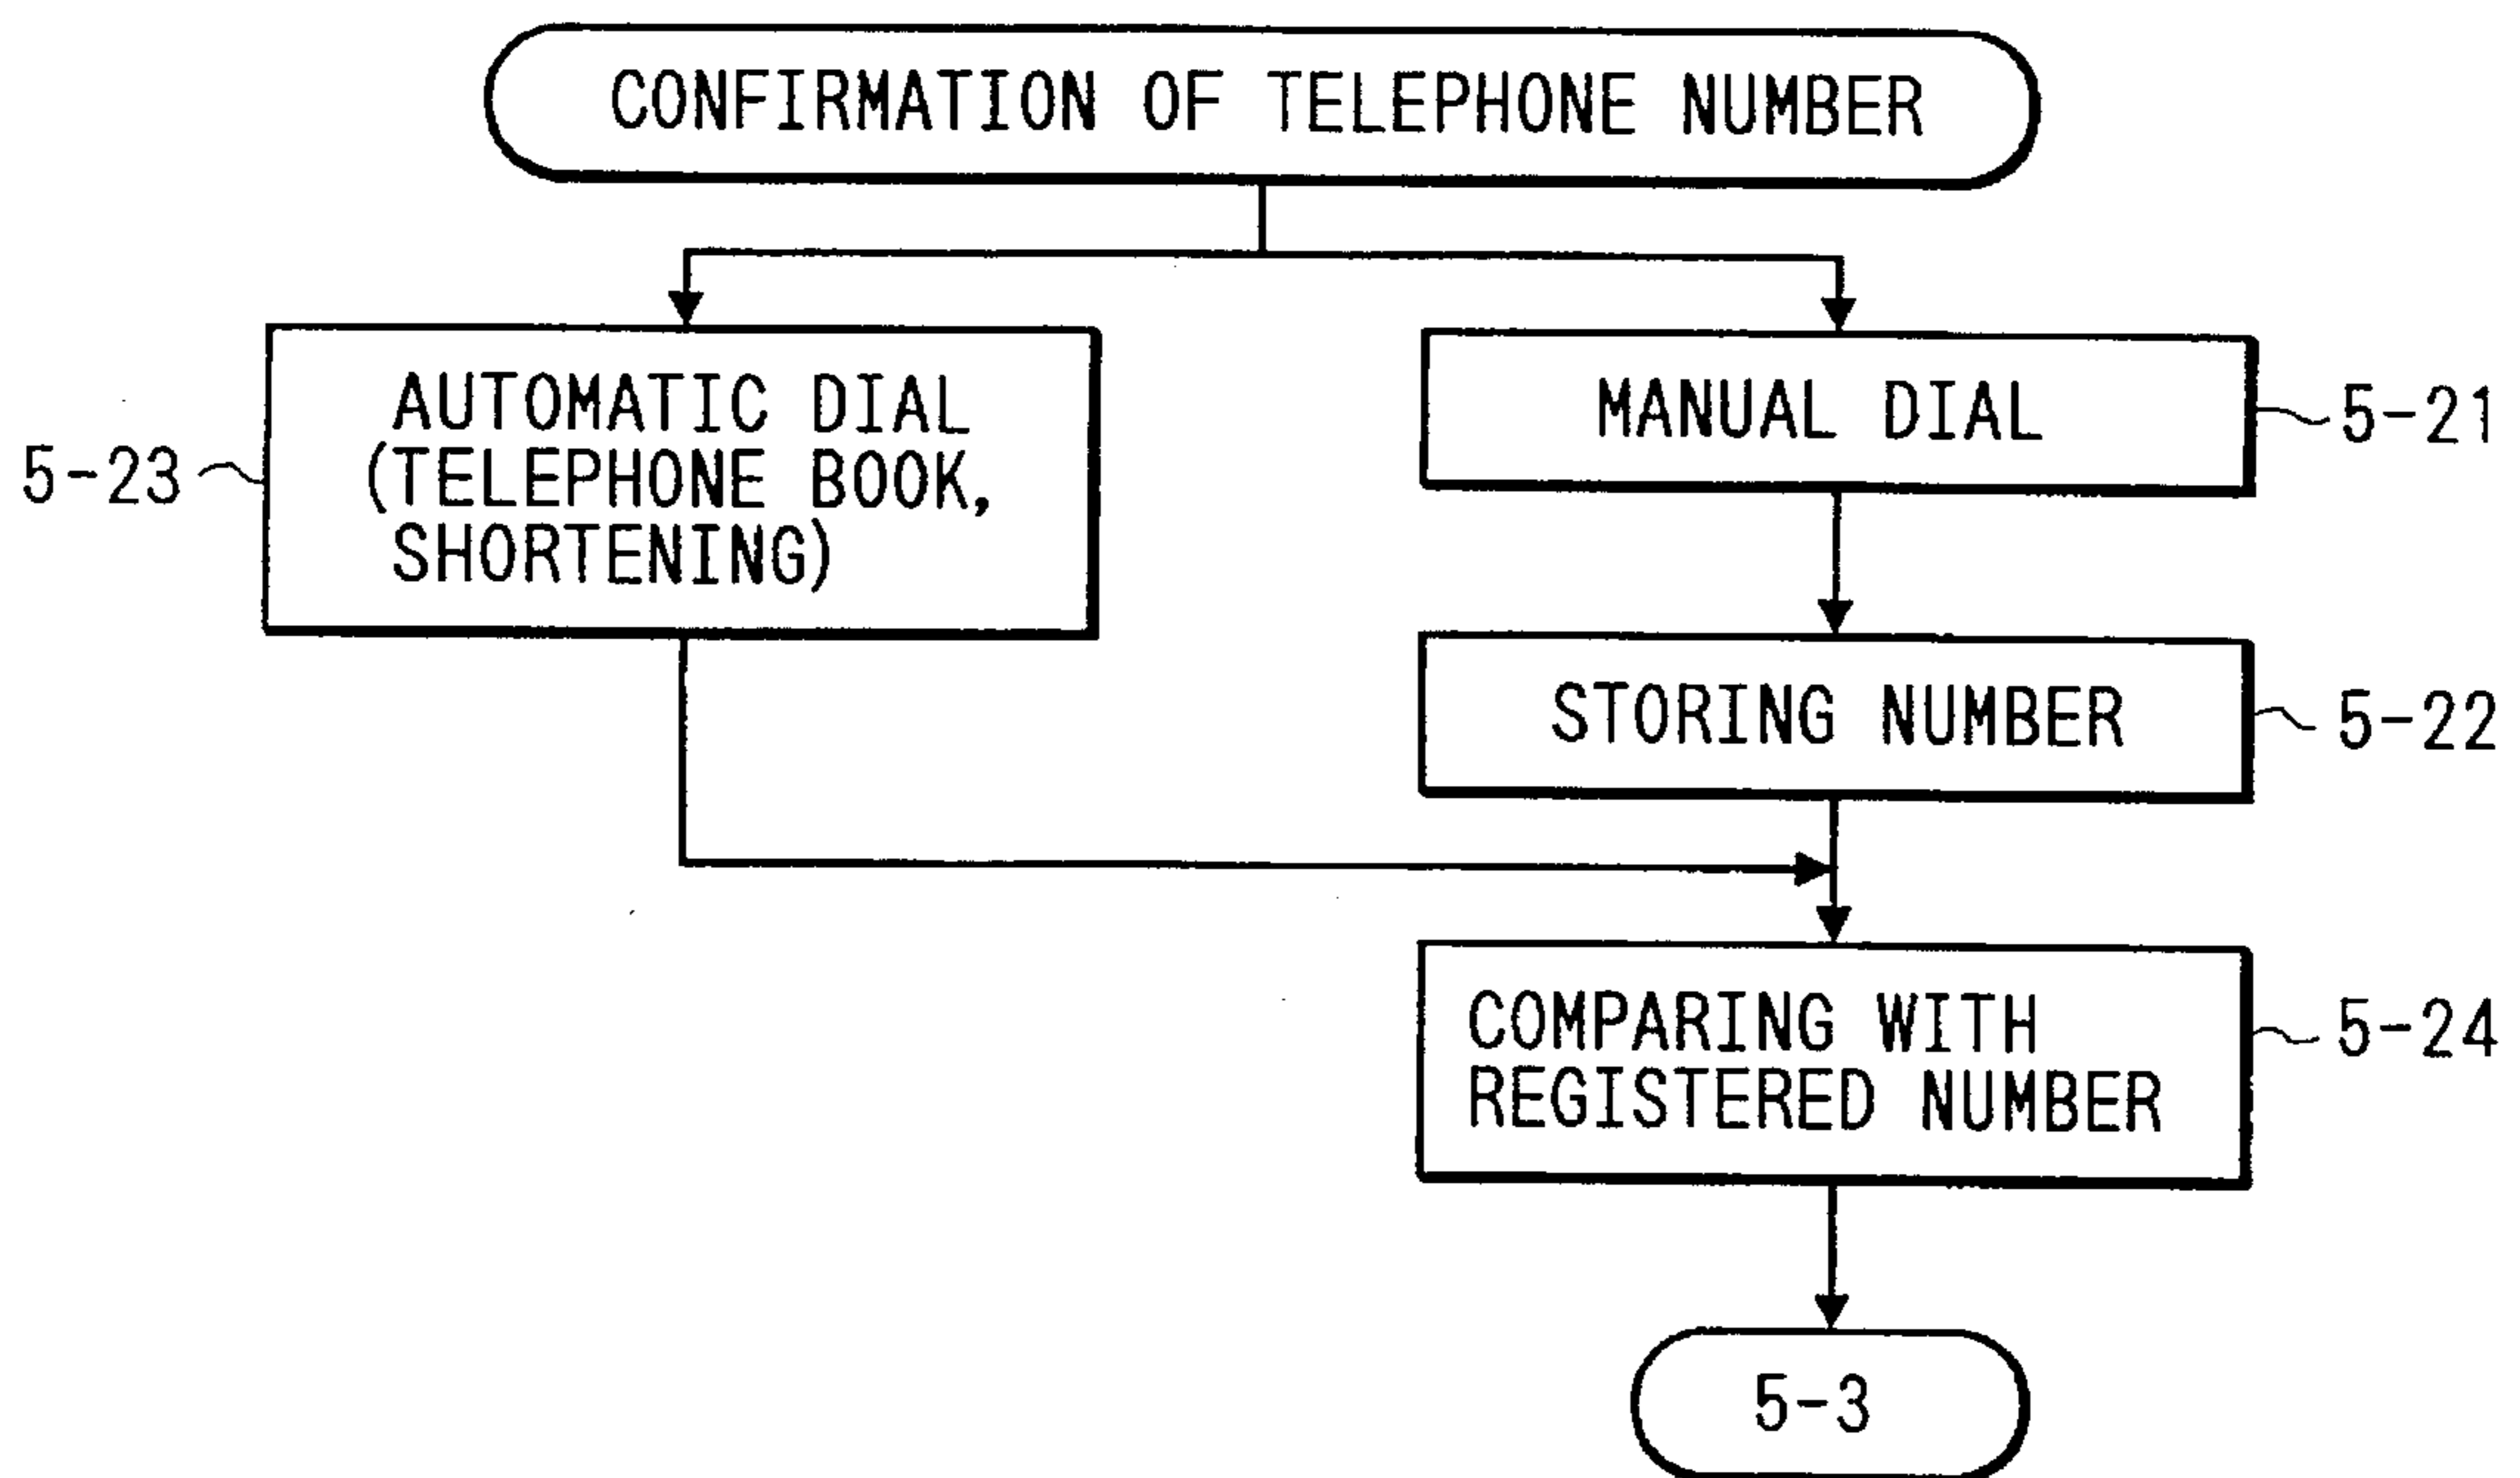 CONFIRMATION OF TELEPHONE NUMBER
AUTOMATIC DIAL
(TELEPHONE BOOK,
SHORTENING)
5-23
MANUAL DIAL
5-21
STORING NUMBER
5-22
COMPARING WITH
REGISTERED NUMBER
5-24
5-3